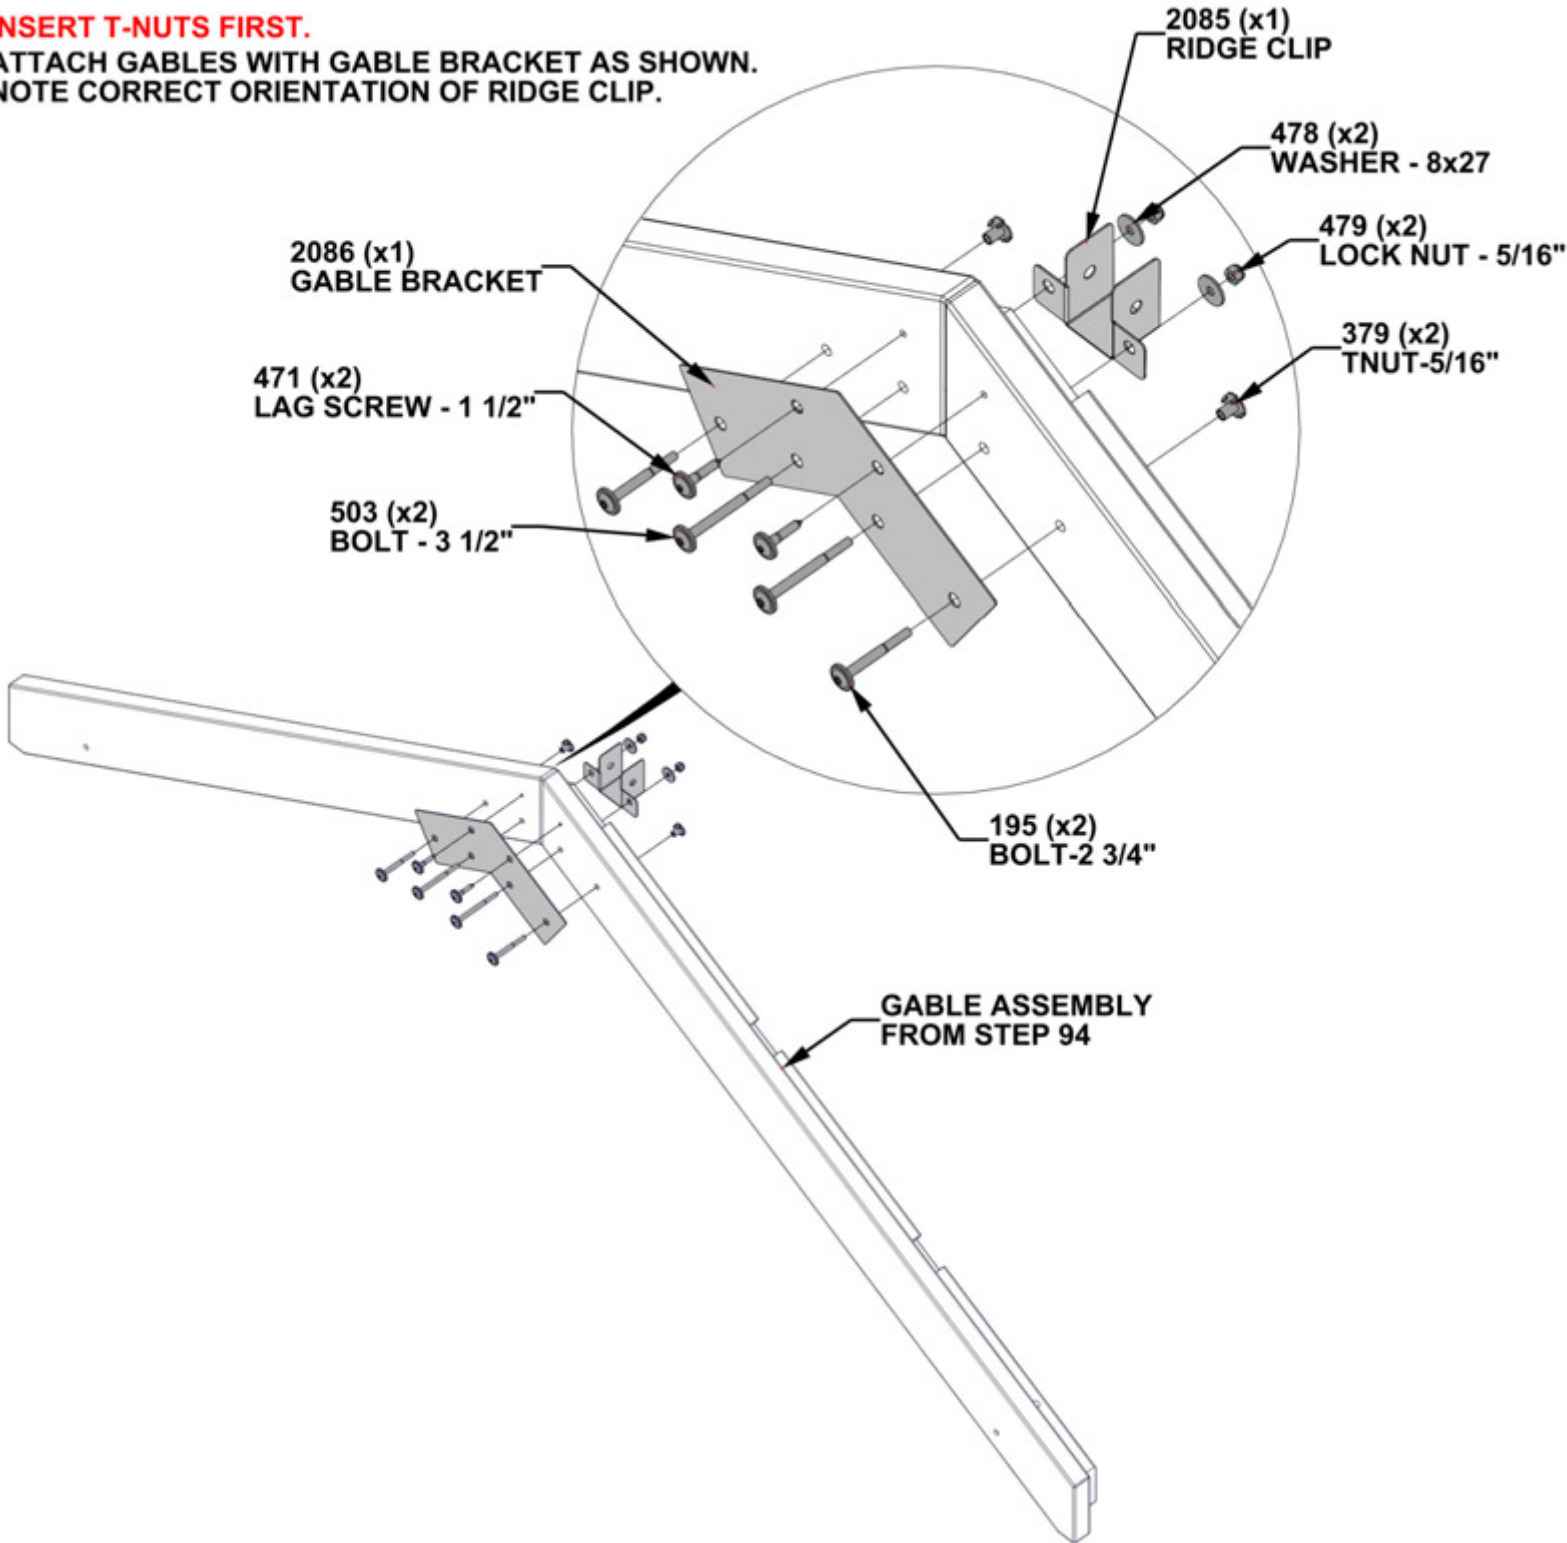 NSERT T-NUTS FIRST.
ATTACH GABLES WITH GABLE BRACKET AS SHOWN.
NOTE CORRECT ORIENTATION OF RIDGE CLIP.
2085 (x1)
RIDGE CLIP
478 (x2)
WASHER - 8x27
479 (x2)
LOCK NUT - 5/16"
2086 (x1)
GABLE BRACKET
379 (x2)
TNUT-5/16"
471 (x2)
LAG SCREW - 1 1/2"
503 (x2)
BOLT - 3 1/2"
195 (x2)
BOLT-2 3/4"
GABLE ASSEMBLY
FROM STEP 94